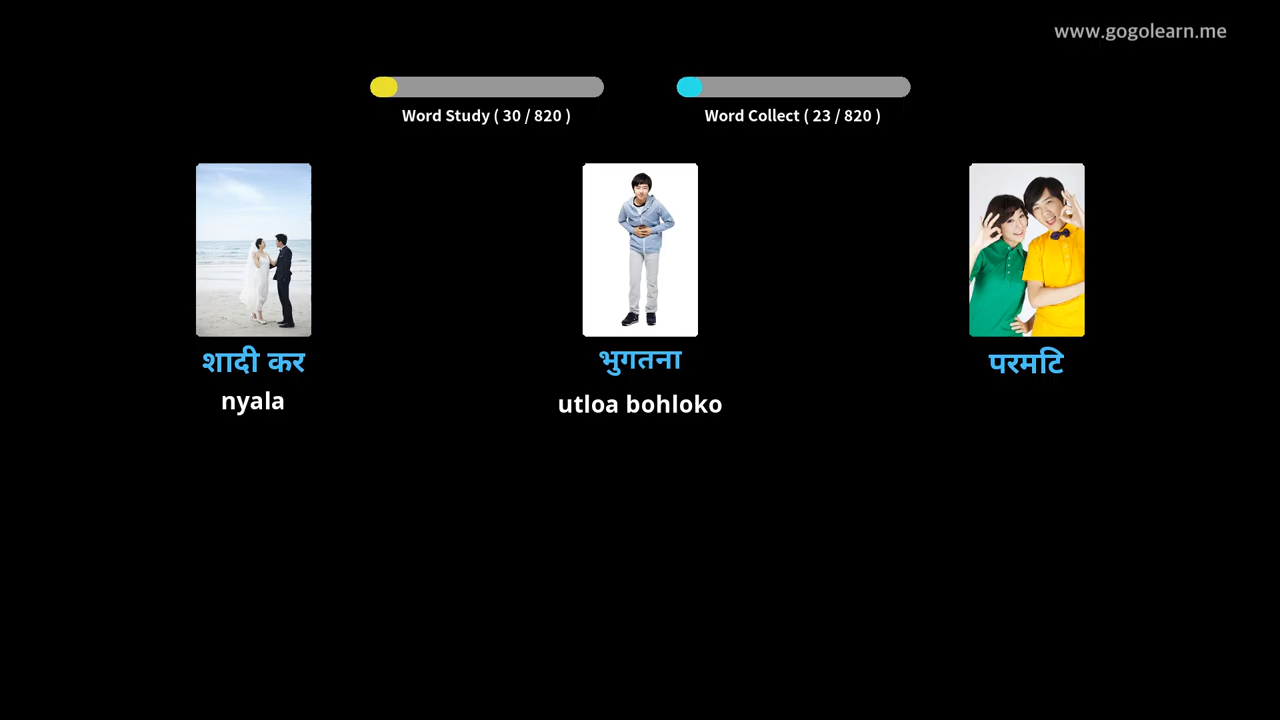 www.gogolearn.me
Word Study ( 30 / 820 )
Word Collect ( 23 / 820 )
शादी कर
भुगतना
परमटि
nyala
utloa bohloko